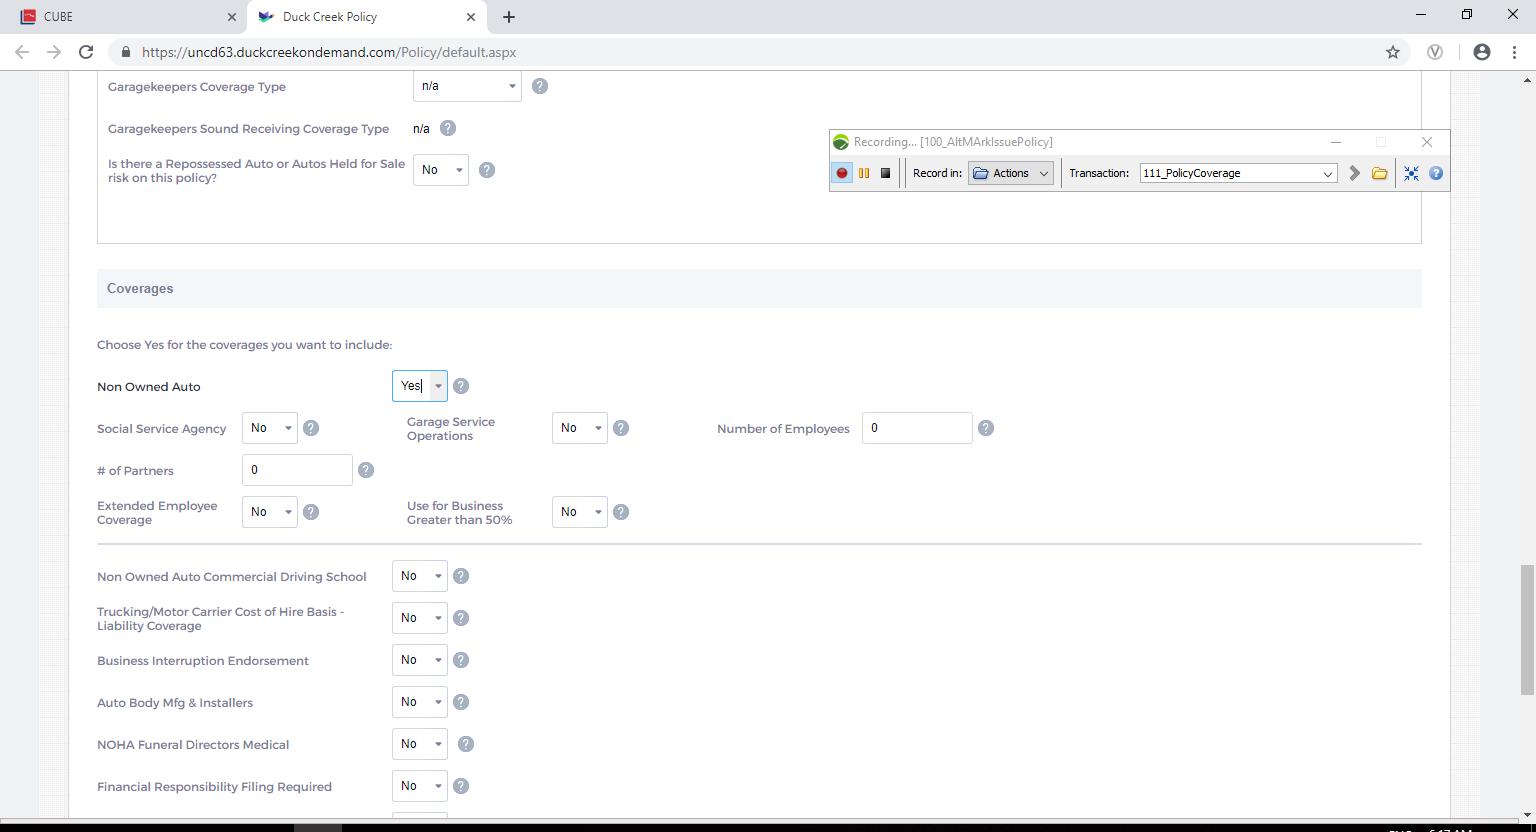 CUBE
Duck Creek Policy
https://uncd63.duckcreekondemand.com/Policy/default.aspx
Garagekeepers Coverage Type n/a ?
Garagekeepers Sound Receiving Coverage Type n/a ?
Is there a Repossessed Auto or Autos Held for Sale
risk on this policy? No ?
Recording... [100_AltMArkIssuePolicy]
Record in: Actions Transaction: 111_PolicyCoverage ?
Coverages
Choose Yes for the coverages you want to include:
Non Owned Auto Yes ?
Social Service Agency No ? Garage Service
Operations No ? Number of Employees 0 ?
# of Partners 0 ?
Extended Employee
Coverage No ? Use for Business
Greater than 50% No ?
Non Owned Auto Commercial Driving School No ?
Trucking/Motor Carrier Cost of Hire Basis -
Liability Coverage No ?
Business Interruption Endorsement No ?
Auto Body Mfg & Installers No ?
NOHA Funeral Directors Medical No ?
Financial Responsibility Filing Required No ?